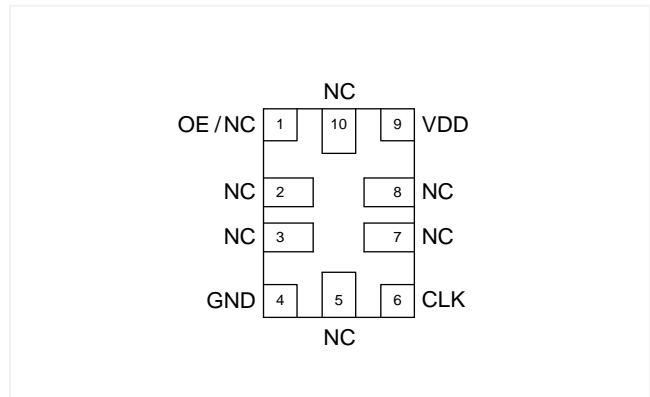 NC
OE / NC 1 10 9 VDD
NC 2 8 NC
NC 3 7 NC
GND 4 5 6 CLK
NC